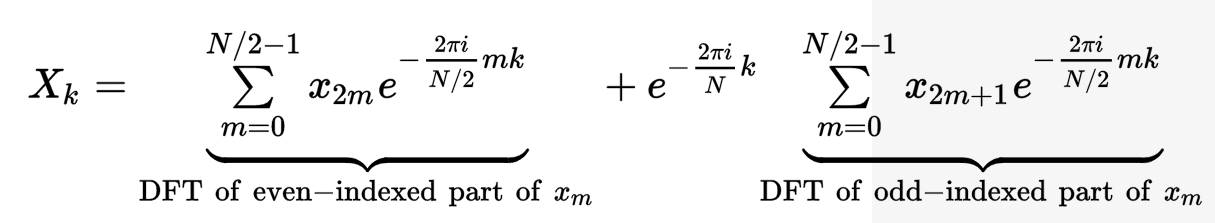 X_k = \sum_{m=0}^{N/2-1} x_{2m} e^{-\frac{2\pi i}{N/2} mk} + e^{-\frac{2\pi i}{N} k} \sum_{m=0}^{N/2-1} x_{2m+1} e^{-\frac{2\pi i}{N/2} mk}
DFT of even−indexed part of x_m DFT of odd−indexed part of x_m